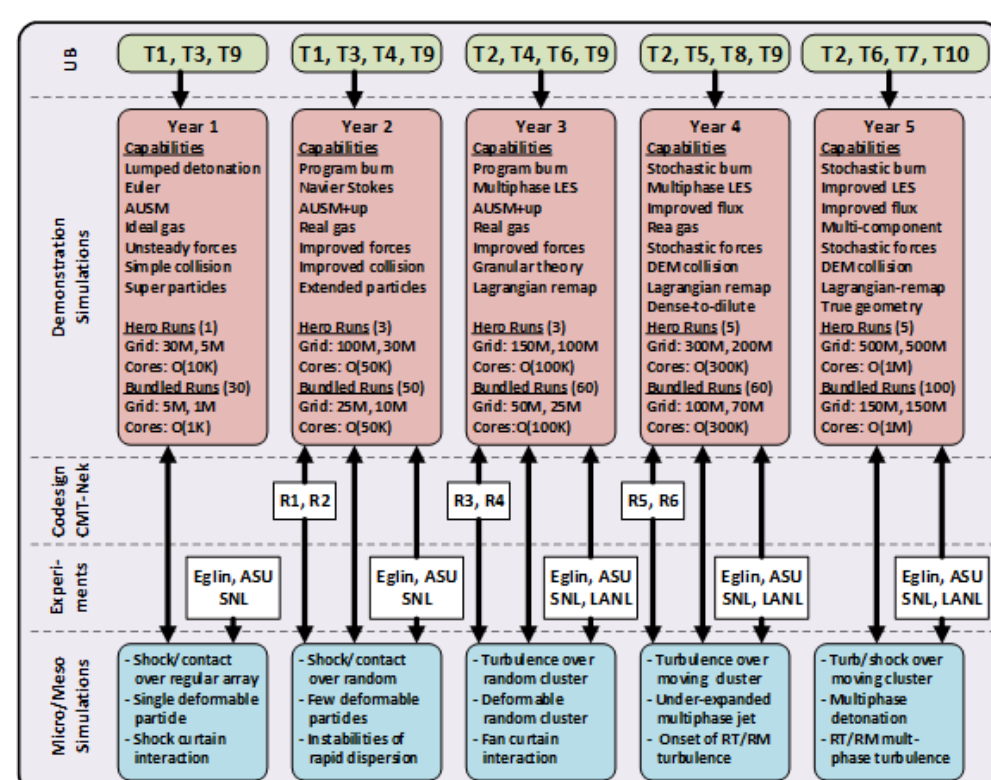 UB
T1, T3, T9
T1, T3, T4, T9
T2, T4, T6, T9
T2, T5, T8, T9
T2, T6, T7, T10
Demonstration
Simulations
Year 1
Capabilities
Lumped detonation
Euler
AUSM
Ideal gas
Unsteady forces
Simple collision
Super particles
Hero Runs (1)
Grid: 30M, 5M
Cores: O(10K)
Bundled Runs (30)
Grid: 5M, 1M
Cores: O(1K)
Year 2
Capabilities
Program burn
Navier Stokes
AUSM+up
Real gas
Improved forces
Improved collision
Extended particles
Hero Runs (3)
Grid: 100M, 30M
Cores: O(50K)
Bundled Runs (50)
Grid: 25M, 10M
Cores: O(50K)
Year 3
Capabilities
Program burn
Multiphase LES
AUSM+up
Real gas
Improved forces
Granular theory
Lagrangian remap
Hero Runs (3)
Grid: 150M, 100M
Cores: O(100K)
Bundled Runs (60)
Grid: 50M, 25M
Cores:O(100K)
Year 4
Capabilities
Stochastic burn
Multiphase LES
Improved flux
Rea gas
Stochastic forces
DEM collision
Lagrangian remap
Dense-to-dilute
Hero Runs (5)
Grid: 300M, 200M
Cores: O(300K)
Bundled Runs (60)
Grid: 100M, 70M
Cores: O(300K)
Year 5
Capabilities
Stochastic burn
Improved LES
Improved flux
Multi-component
Stochastic forces
DEM collision
Lagrangian-remap
True geometry
Hero Runs (5)
Grid: 500M, 500M
Cores: O(1M)
Bundled Runs (100)
Grid: 150M, 150M
Cores: O(1M)
Codesign
CMT-Nek
R1, R2
R3, R4
R5, R6
Experi-
ments
Eglin, ASU
SNL
Eglin, ASU
SNL
Eglin, ASU
SNL, LANL
Eglin, ASU
SNL, LANL
Eglin, ASU
SNL, LANL
Micro/Meso
Simulations
- Shock/contact
over regular array
- Single deformable
particle
- Shock curtain
interaction
- Shock/contact
over random
- Few deformable
partides
- Instabilities of
rapid dispersion
- Turbulence over
random cluster
- Deformable
random cluster
- Fan curtain
interaction
- Turbulence over
moving cluster
- Under-expanded
multiphase jet
- Onset of RT/RM
turbulence
- Turb/shock over
moving cluster
- Multiphase
detonation
- RT/RM mult-
phase turbulence